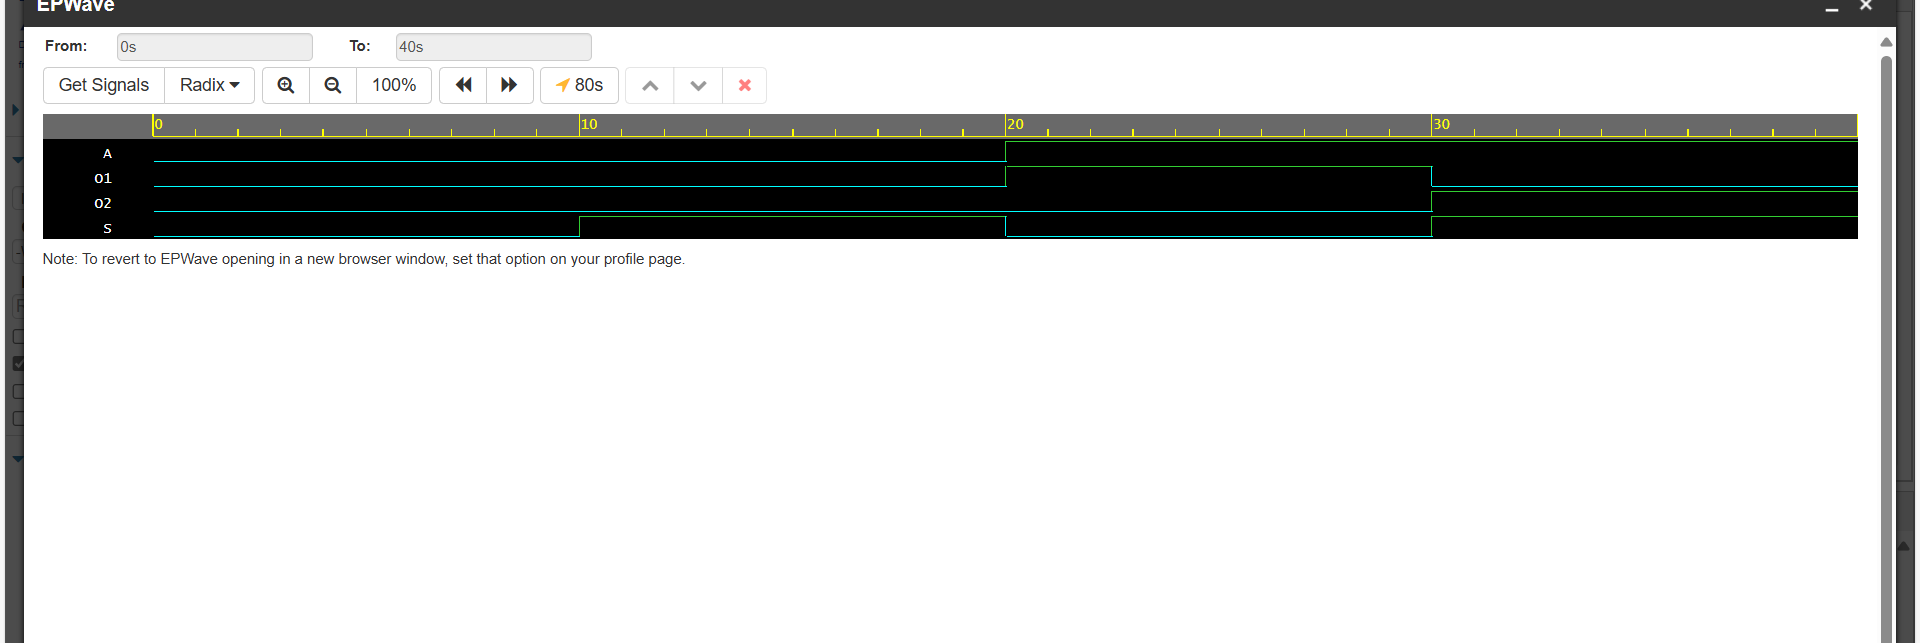 EPWave
From: 0s To: 40s
Get Signals Radix 100% 80s
0 10 20 30
A
O1
O2
S
Note: To revert to EPWave opening in a new browser window, set that option on your profile page.